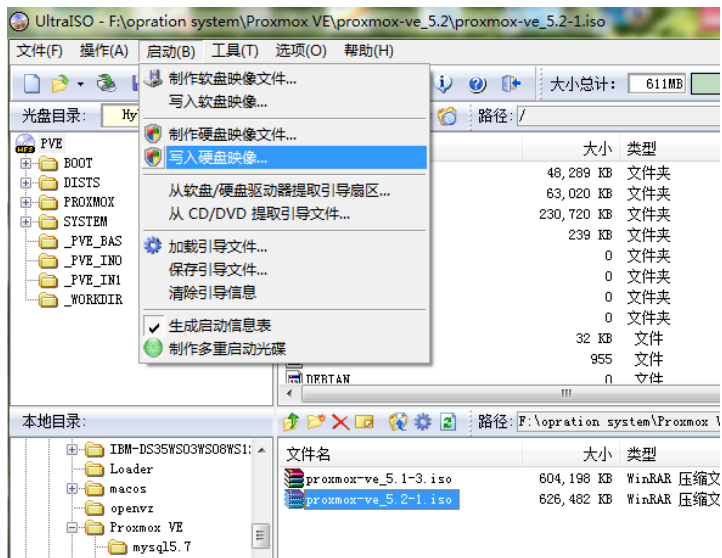 UltraISO - F:\opration system\Proxmox VE\proxmox-ve_5.2\proxmox-ve_5.2-1.iso
文件(F) 操作(A) 启动(B) 工具(T) 选项(O) 帮助(H)
大小总计: 611MB
光盘目录: Hy
路径: /
PVE
BOOT
DISTS
PROXMOX
SYSTEM
_PVE_BAS
_PVE_INO
_PVE_IN1
_WORKDIR
制作软盘映像文件...
写入软盘映像...
制作硬盘映像文件...
写入硬盘映像...
从软盘/硬盘驱动器提取引导扇区...
从 CD/DVD 提取引导文件...
加载引导文件...
保存引导文件...
清除引导信息
生成启动信息表
制作多重启动光碟
大小 类型
48,289 KB 文件夹
63,020 KB 文件夹
230,720 KB 文件夹
239 KB 文件夹
0 文件夹
0 文件夹
0 文件夹
0 文件夹
32 KB 文件
955 文件
DEBIAN 0 文件
本地目录:
路径: F:\opration system\Proxmox V
IBM-DS35WS03WS08WS1:
Loader
macos
openvz
Proxmox VE
mysql5.7
文件名 大小 类型
proxmox-ve_5.1-3.iso 604,198 KB WinRAR 压缩文
proxmox-ve_5.2-1.iso 626,482 KB WinRAR 压缩文